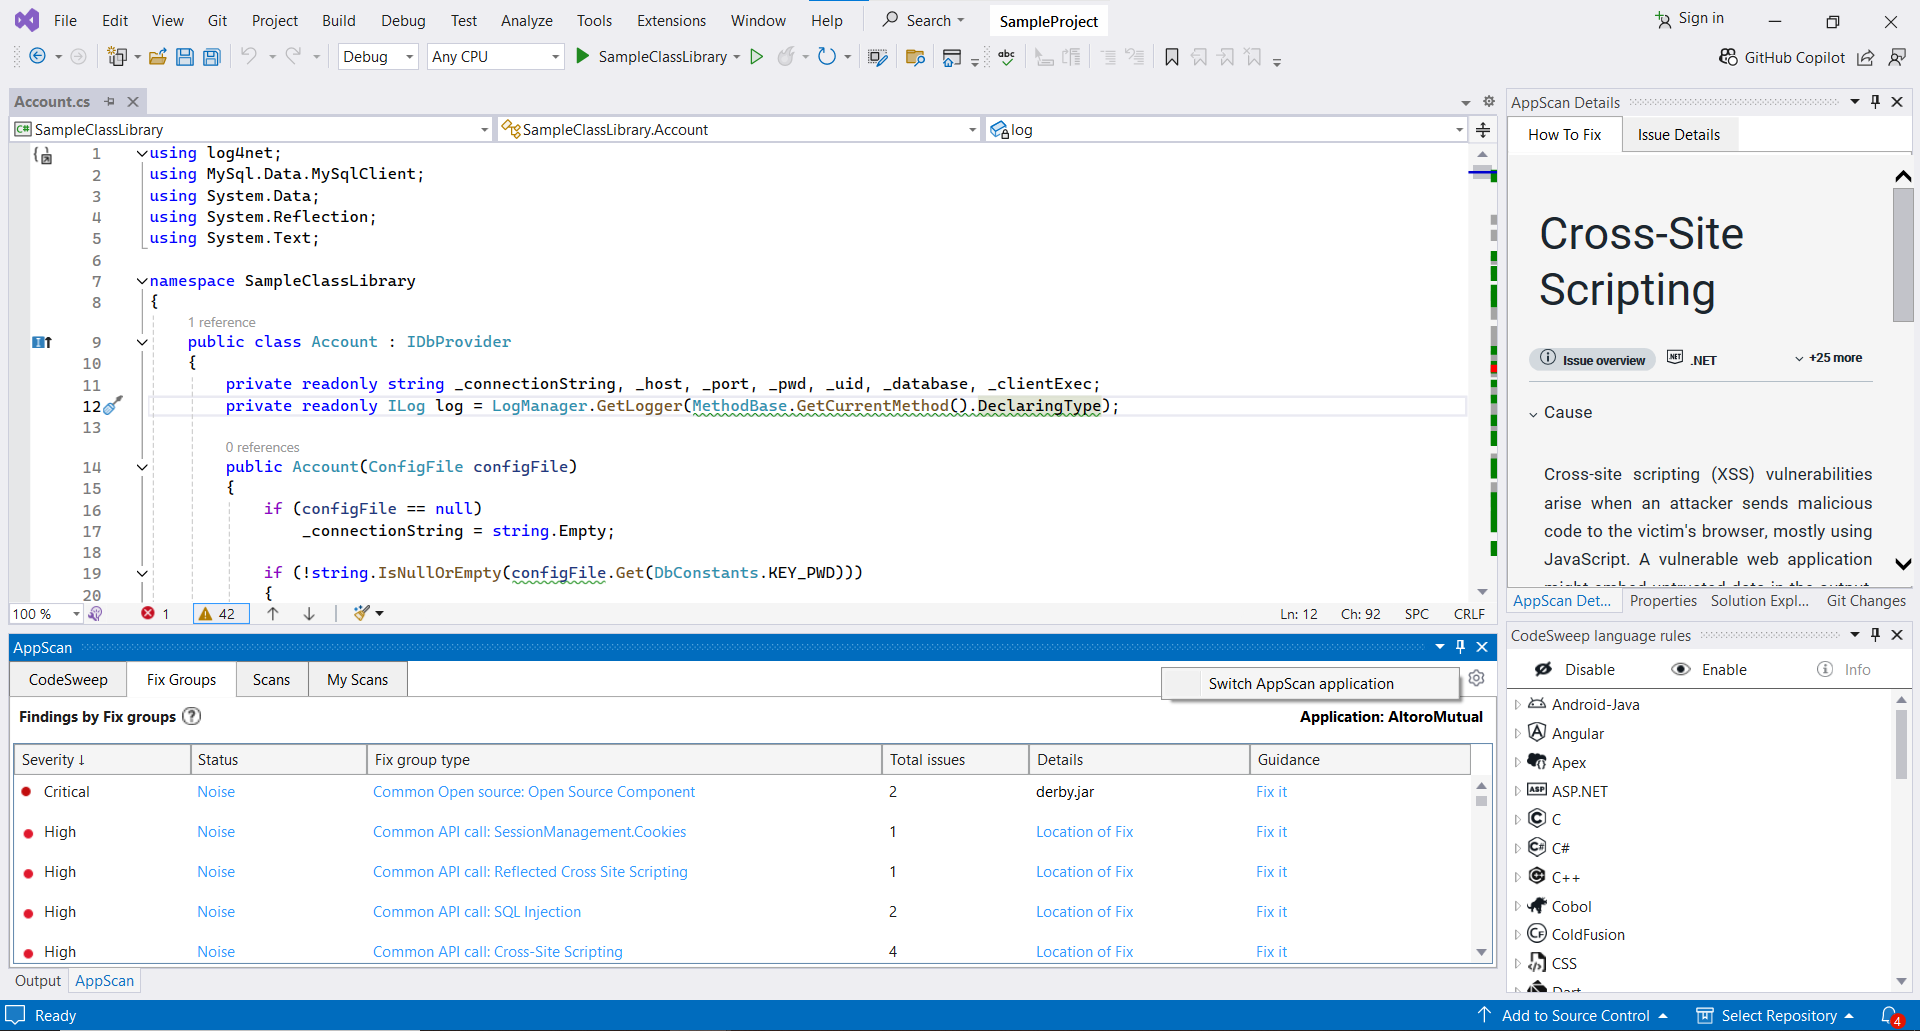 File Edit View Git Project Build Debug Test Analyze Tools Extensions Window Help Search SampleProject Sign in
Debug Any CPU SampleClassLibrary abc GitHub Copilot
Account.cs
SampleClassLibrary SampleClassLibrary.Account log
1 using log4net;
2 using MySql.Data.MySqlClient;
3 using System.Data;
4 using System.Reflection;
5 using System.Text;
6
7 namespace SampleClassLibrary
8 {
1 reference
9 public class Account : IDbProvider
10 {
11 private readonly string _connectionString, _host, _port, _pwd, _uid, _database, _clientExec;
12 private readonly ILog log = LogManager.GetLogger(MethodBase.GetCurrentMethod().DeclaringType);
13
0 references
14 public Account(ConfigFile configFile)
15 {
16 if (configFile == null)
17 _connectionString = string.Empty;
18
19 if (!string.IsNullOrEmpty(configFile.Get(DbConstants.KEY_PWD)))
20 {
100 % 1 42 Ln: 12 Ch: 92 SPC CRLF
AppScan Details
How To Fix Issue Details
Cross-Site
Scripting
Issue overview .NET +25 more
Cause
Cross-site scripting (XSS) vulnerabilities
arise when an attacker sends malicious
code to the victim's browser, mostly using
JavaScript. A vulnerable web application
might embed untrusted data in the output,
AppScan Det... Properties Solution Expl... Git Changes
AppScan
CodeSweep Fix Groups Scans My Scans Switch AppScan application
Findings by Fix groups ? Application: AltoroMutual
Severity ↓ Status Fix group type Total issues Details Guidance
Critical Noise Common Open source: Open Source Component 2 derby.jar Fix it
High Noise Common API call: SessionManagement.Cookies 1 Location of Fix Fix it
High Noise Common API call: Reflected Cross Site Scripting 1 Location of Fix Fix it
High Noise Common API call: SQL Injection 2 Location of Fix Fix it
High Noise Common API call: Cross-Site Scripting 4 Location of Fix Fix it
Output AppScan
CodeSweep language rules
Disable Enable Info
Android-Java
Angular
Apex
ASP.NET
C
C#
C++
Cobol
ColdFusion
CSS
Dart
Ready Add to Source Control Select Repository 4